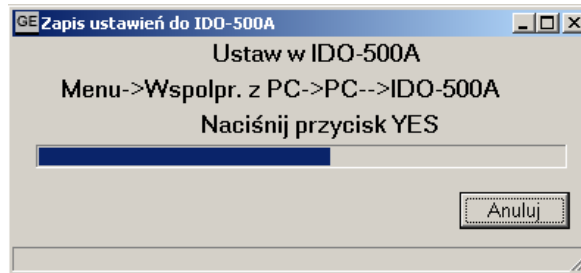 GE Zapis ustawień do IDO-500A
Ustaw w IDO-500A
Menu->Wspolpr. z PC->PC-->IDO-500A
Naciśnij przycisk YES
Anuluj